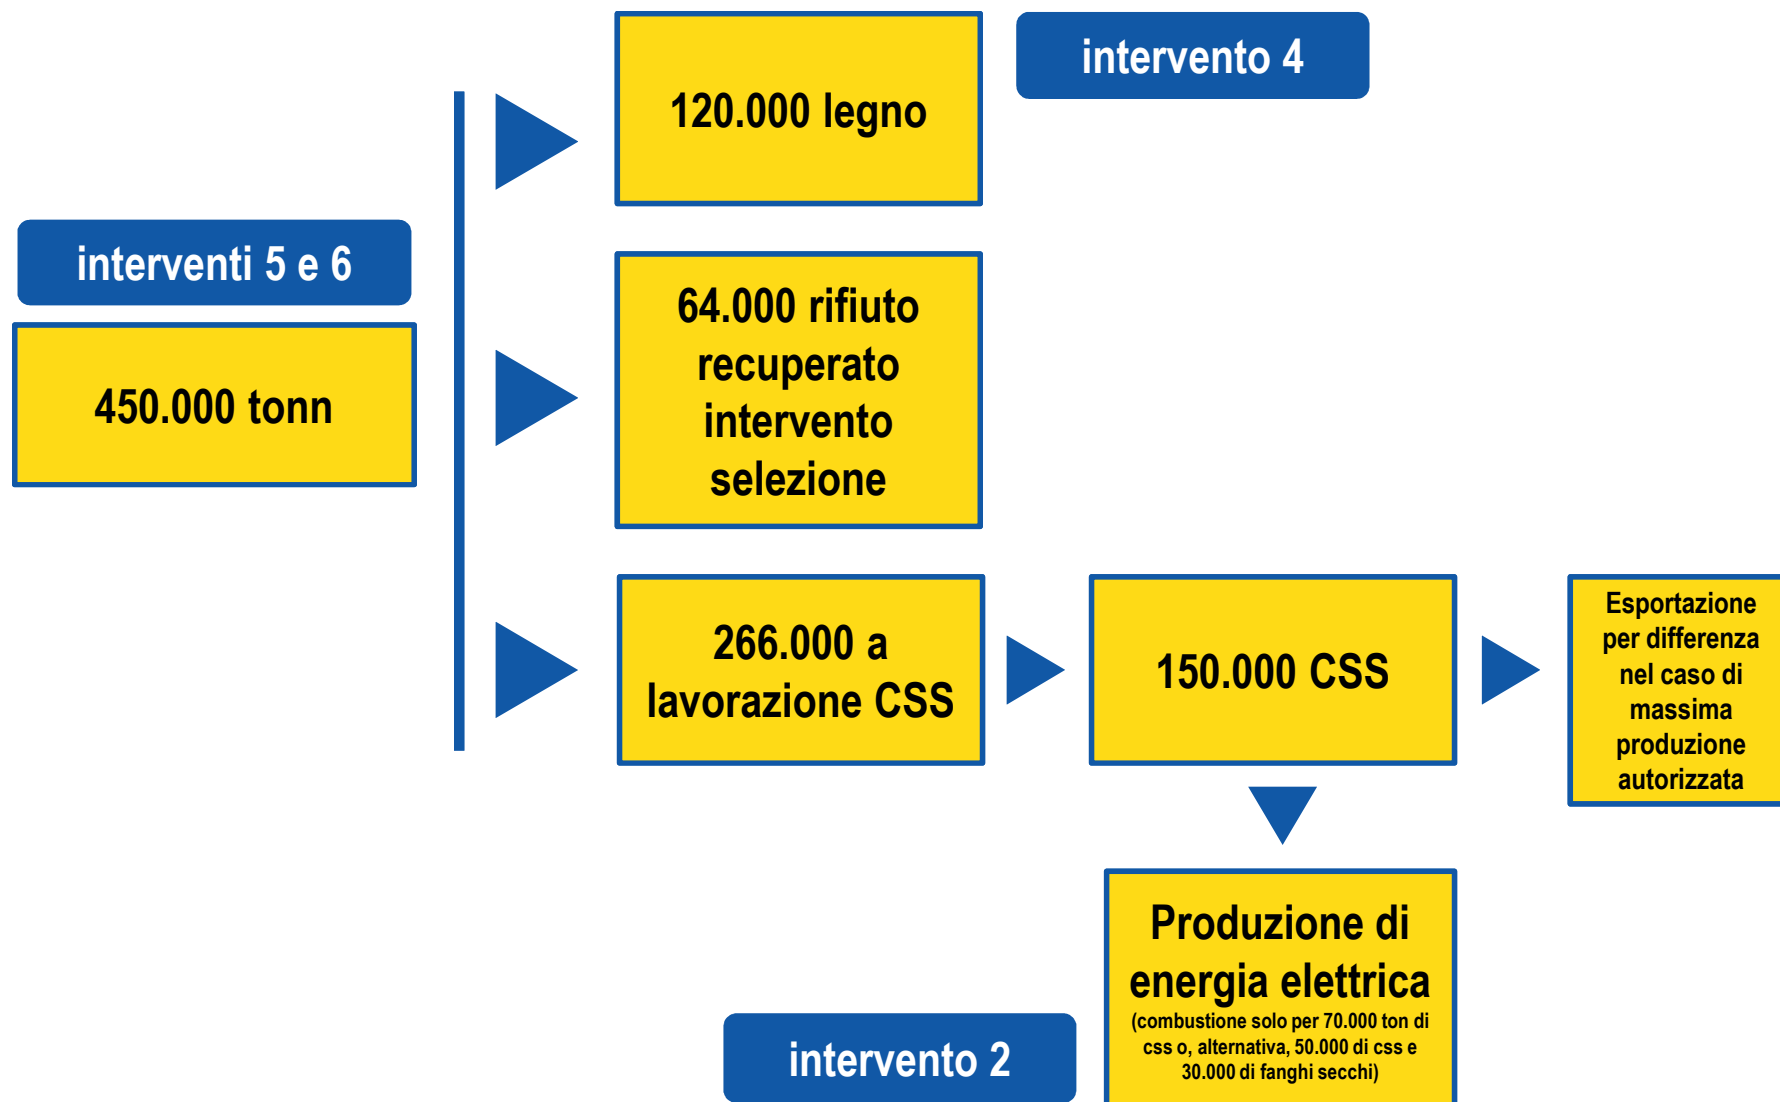 120.000 legno
intervento 4
interventi 5 e 6
450.000 tonn
64.000 rifiuto
recuperato
intervento
selezione
266.000 a
lavorazione CSS
150.000 CSS
Esportazione
per differenza
nel caso di
massima
produzione
autorizzata
Produzione di
energia elettrica
(combustione solo per 70.000 ton di
css o, alternativa, 50.000 di css e
30.000 di fanghi secchi)
intervento 2